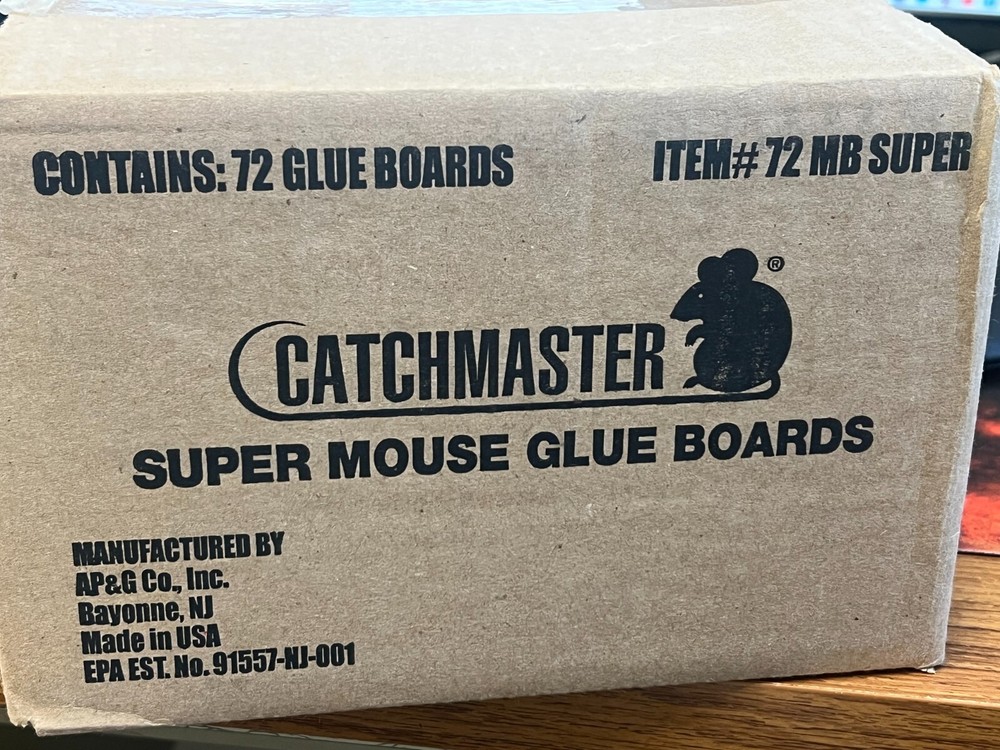 CONTAINS: 72 GLUE BOARDS
ITEM# 72 MB SUPER
CATCHMASTER ®
SUPER MOUSE GLUE BOARDS
MANUFACTURED BY
AP&G Co., Inc.
Bayonne, NJ
Made in USA
EPA EST. No. 91557-NJ-001